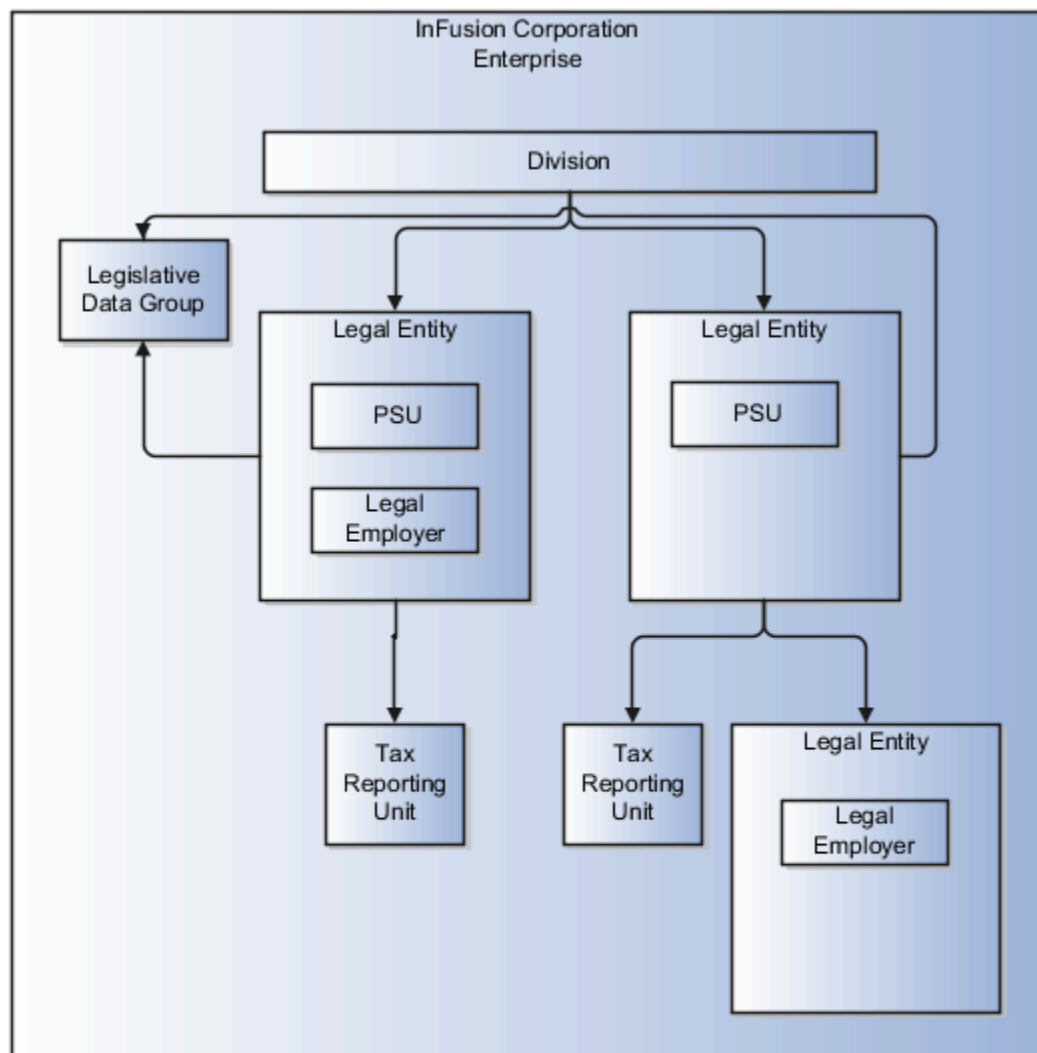 InFusion Corporation
Enterprise
Division
Legislative
Data Group
Legal Entity
PSU
Legal
Employer
Legal Entity
PSU
Tax
Reporting
Unit
Tax
Reporting
Unit
Legal Entity
Legal
Employer